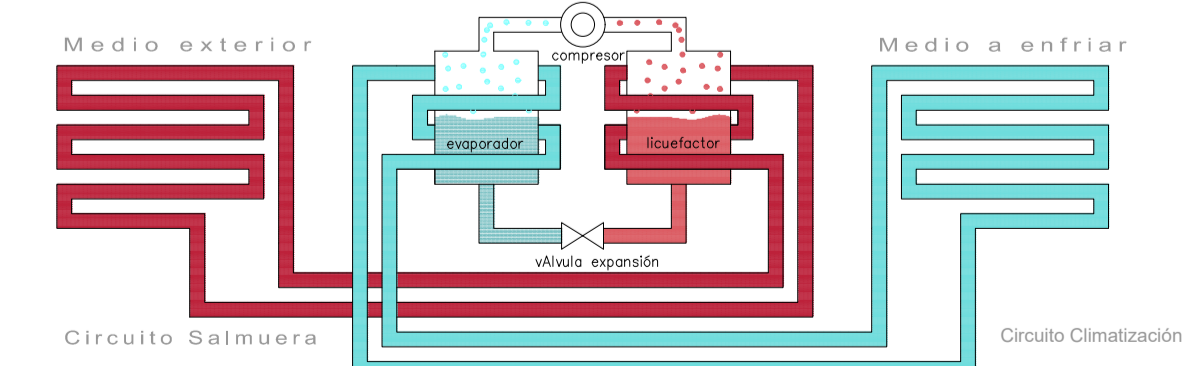 Medio exterior
compresor
Medio a enfriar
evaporador
licuefactor
vAlvula expansión
Circuito Salmuera
Circuito Climatización